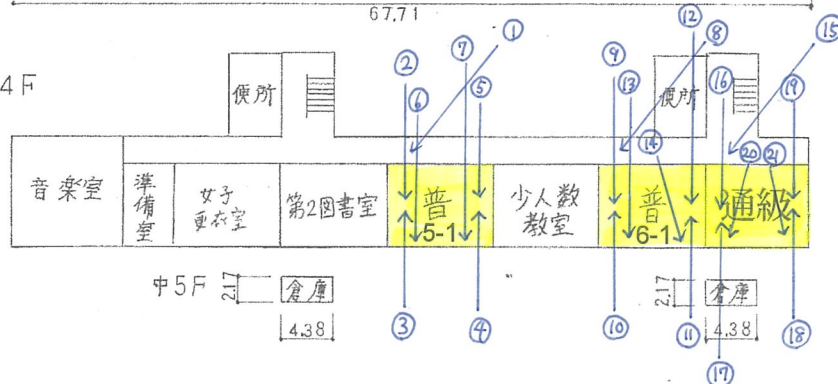 67.71
⑫
①
⑧
⑮
⑦
②
⑤
⑨
⑬
⑯
⑲
4F
便所
⑥
便所
⑭
⑳
㉑
音楽室
準備室
女子
更衣室
第2図書室
普
5-1
少人数
教室
普
6-1
通級
中5F
2.17
倉庫
4.38
③
④
⑩
⑪
2.17
倉庫
4.38
⑱
⑰